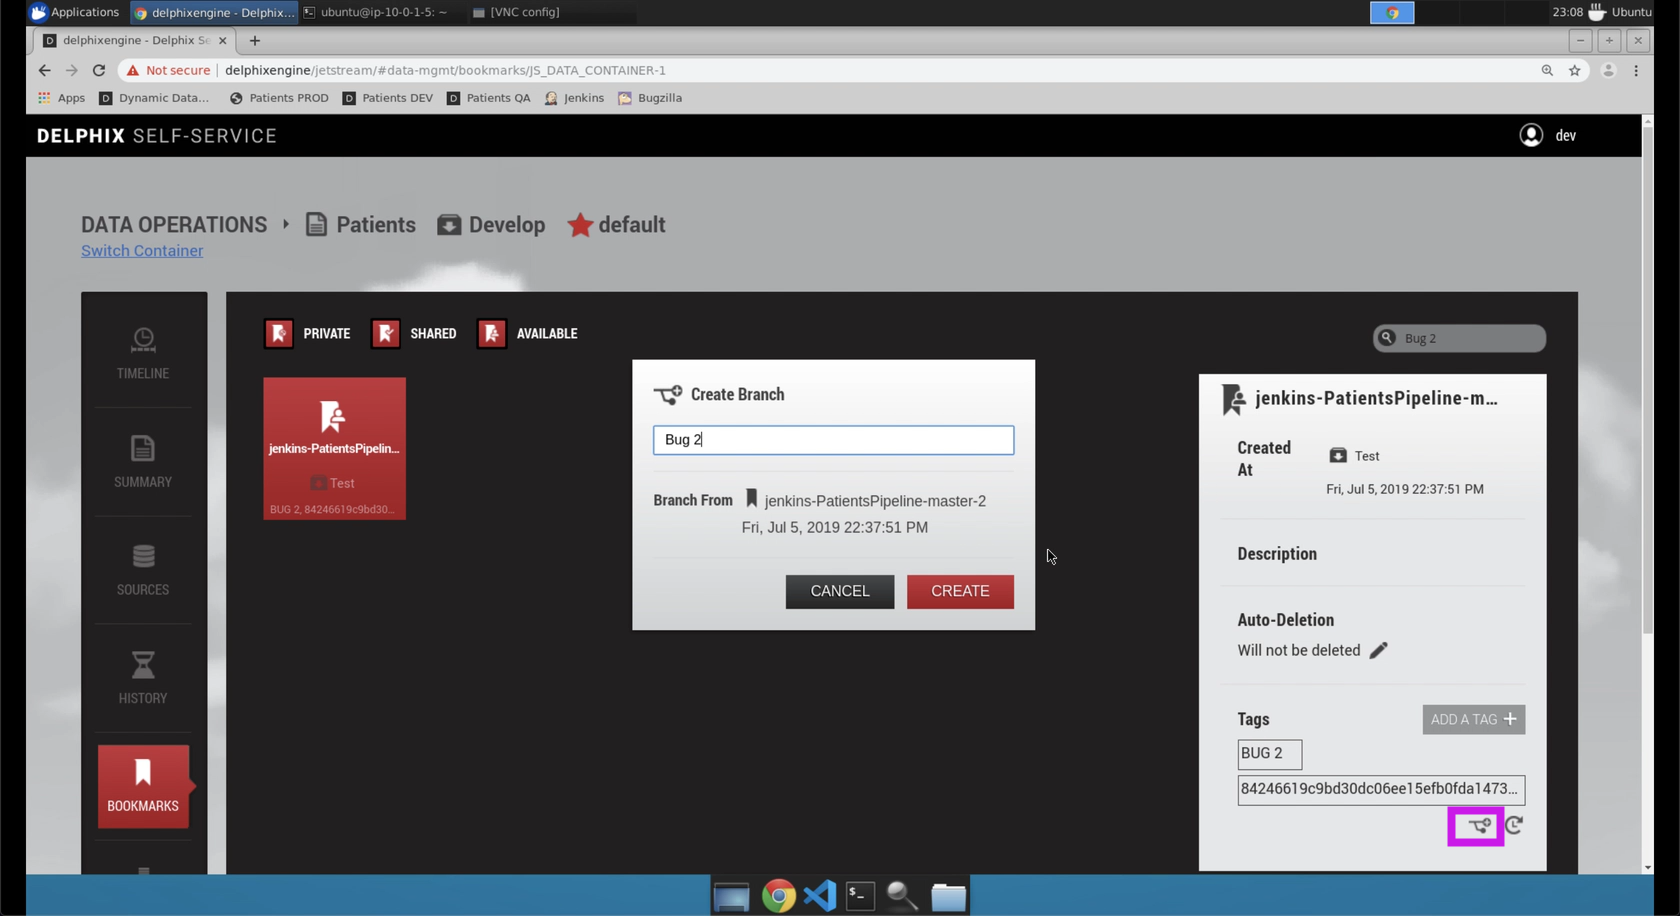 Applications delphixengine - Delphix... ubuntu@ip-10-0-1-5: ~ [VNC config] 23:08 Ubuntu
delphixengine - Delphix Se
Not secure delphixengine/jetstream/#data-mgmt/bookmarks/JS_DATA_CONTAINER-1
Apps Dynamic Data... Patients PROD Patients DEV Patients QA Jenkins Bugzilla
DELPHIX SELF-SERVICE dev
DATA OPERATIONS Patients Develop default
Switch Container
PRIVATE SHARED AVAILABLE
Bug 2
TIMELINE
SUMMARY
SOURCES
HISTORY
BOOKMARKS
jenkins-PatientsPipelin...
Test
BUG 2, 84246619c9bd30...
Create Branch
Bug 2
Branch From jenkins-PatientsPipeline-master-2
Fri, Jul 5, 2019 22:37:51 PM
CANCEL CREATE
jenkins-PatientsPipeline-m...
Created At
Test
Fri, Jul 5, 2019 22:37:51 PM
Description
Auto-Deletion
Will not be deleted
Tags ADD A TAG +
BUG 2
84246619c9bd30dc06ee15efb0fda1473...